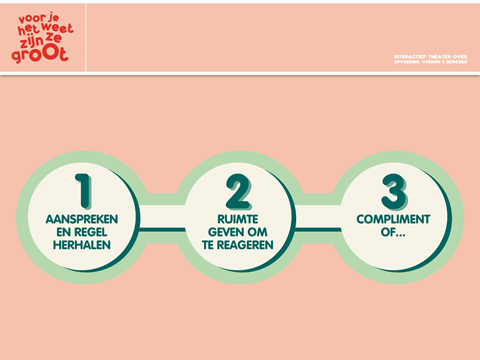 voor je
het weet
zijn ze
groot
INTERACTIEF THEATER OVER
OPVOEDING, VOEDING & BEWEGEN
1
AANSPREKEN
EN REGEL
HERHALEN
2
RUIMTE
GEVEN OM
TE REAGEREN
3
COMPLIMENT
OF...